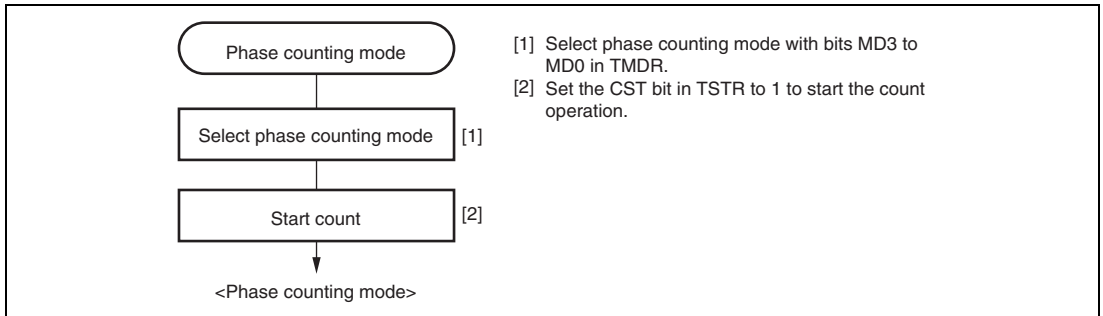 Phase counting mode
Select phase counting mode [1]
Start count [2]
<Phase counting mode>
[1] Select phase counting mode with bits MD3 to
MD0 in TMDR.
[2] Set the CST bit in TSTR to 1 to start the count
operation.